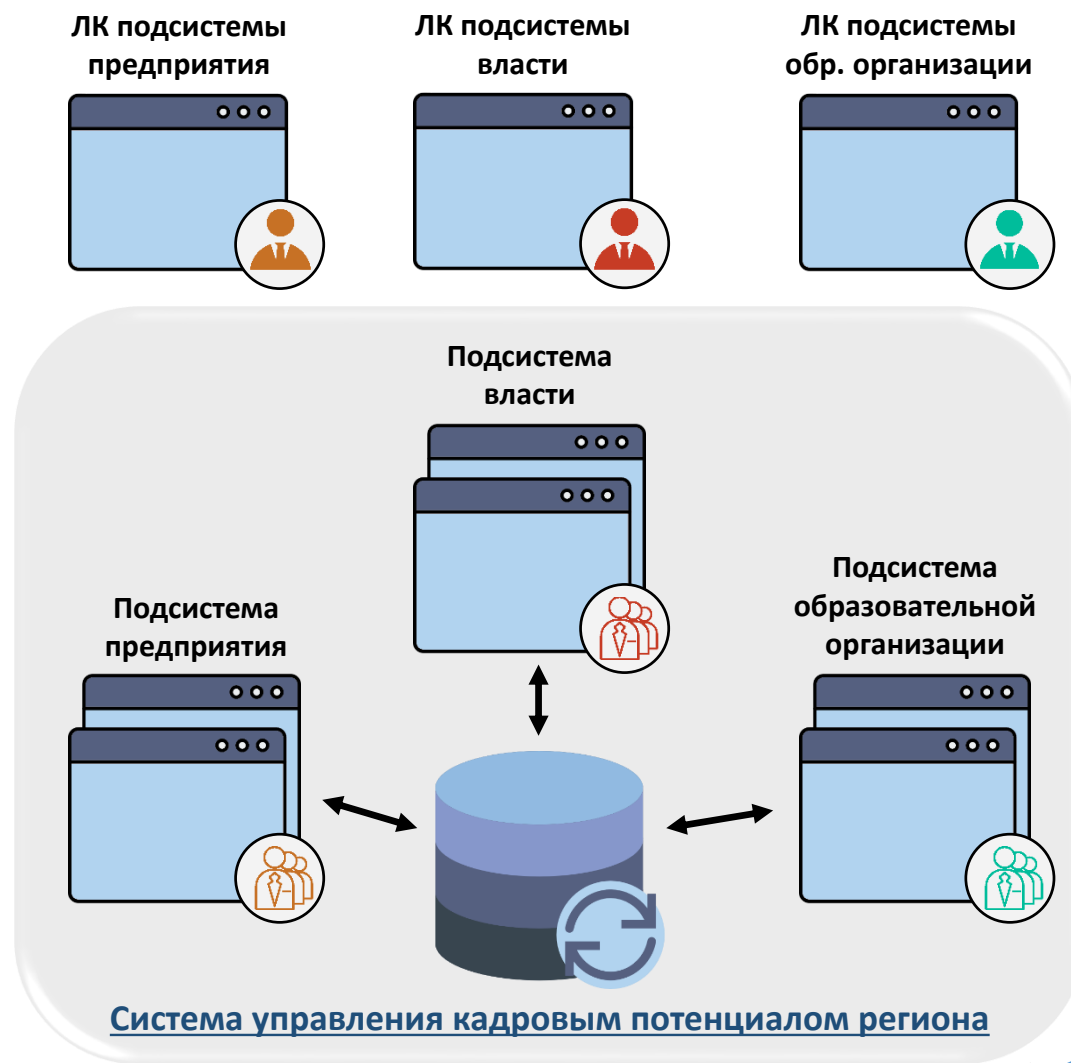 ЛК подсистемы
предприятия
ЛК подсистемы
власти
ЛК подсистемы
обр. организации
Подсистема
власти
Подсистема
предприятия
Подсистема
образовательной
организации
Система управления кадровым потенциалом региона